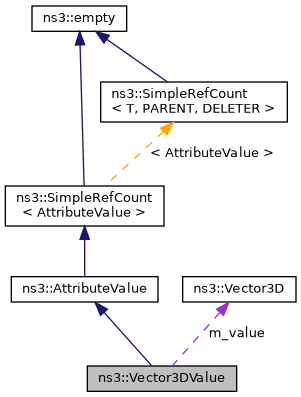 ns3::empty
ns3::SimpleRefCount
< T, PARENT, DELETER >
< AttributeValue >
ns3::SimpleRefCount
< AttributeValue >
ns3::AttributeValue
ns3::Vector3D
m_value
ns3::Vector3DValue